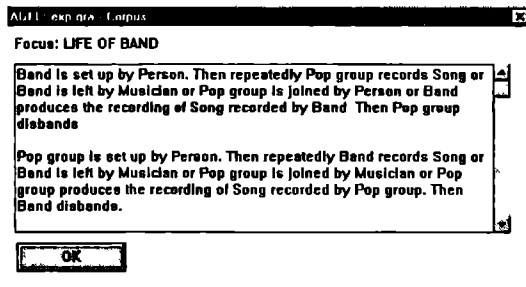 exp.gra - Corpus
Focus: LIFE OF BAND
Band is set up by Person. Then repeatedly Pop group records Song or
Band is left by Musician or Pop group is joined by Person or Band
produces the recording of Song recorded by Band Then Pop group
disbands
Pop group is set up by Person. Then repeatedly Band records Song or
Band is left by Musician or Pop group is joined by Musician or Pop
group produces the recording of Song recorded by Pop group. Then
Band disbands.
OK